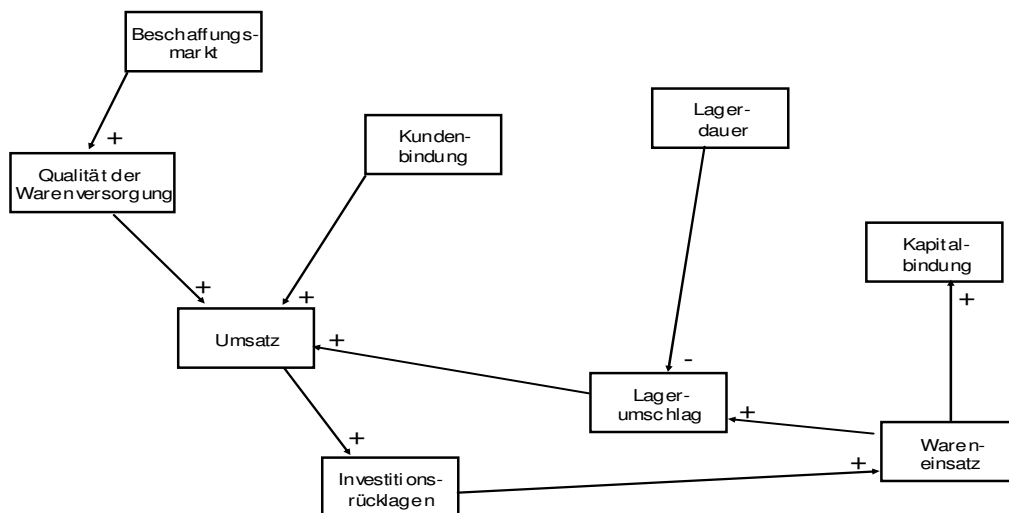 Beschaffungs-
markt
+
Qualität der
Warenversorgung
Kunden-
bindung
Lager-
dauer
Kapital-
bindung
+
+
+
Umsatz
+
-
Lager-
umschlag
+
Waren-
einsatz
+
Investitions-
rücklagen
+